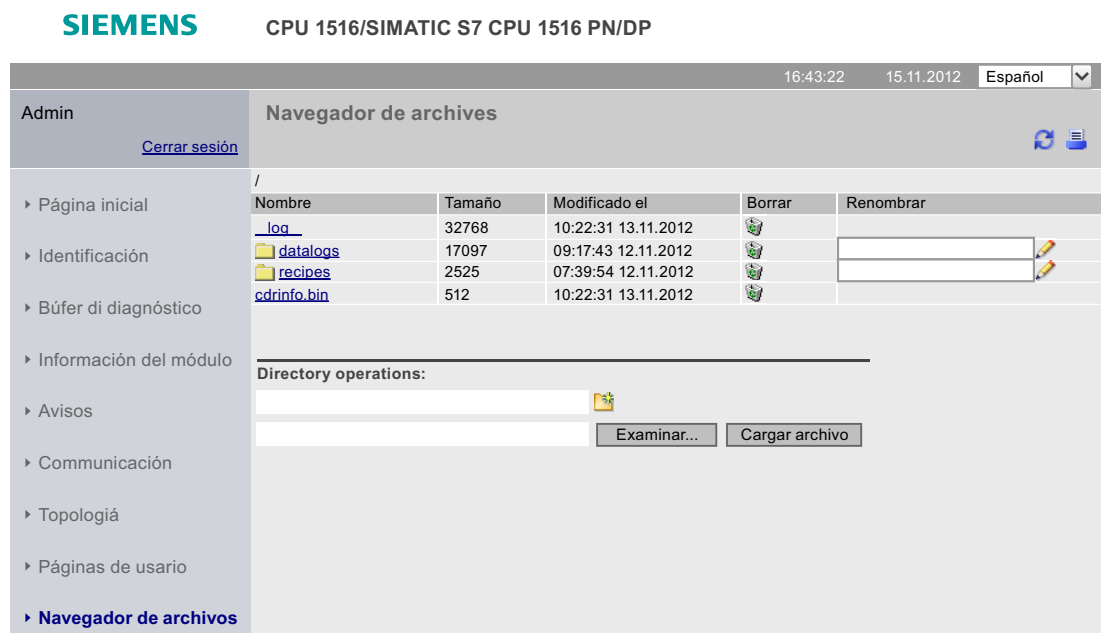 SIEMENS CPU 1516/SIMATIC S7 CPU 1516 PN/DP
16:43:22 15.11.2012 Español
Admin
Cerrar sesión
Navegador de archives
Página inicial
Identificación
Búfer di diagnóstico
Información del módulo
Avisos
Communicación
Topologiá
Páginas de usario
Navegador de archivos
/
Nombre Tamaño Modificado el Borrar Renombrar
__log__ 32768 10:22:31 13.11.2012
datalogs 17097 09:17:43 12.11.2012
recipes 2525 07:39:54 12.11.2012
cdrinfo.bin 512 10:22:31 13.11.2012
Directory operations:
Examinar... Cargar archivo